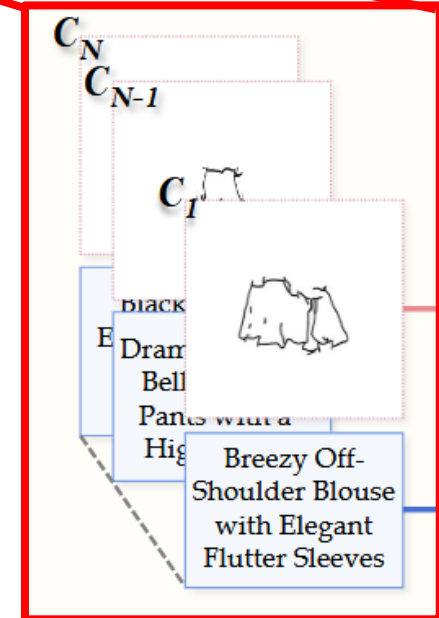 C_N
C_N-1
C_1
Black
E
Dram
Bell
Pants with a
Hig
Breezy Off-
Shoulder Blouse
with Elegant
Flutter Sleeves